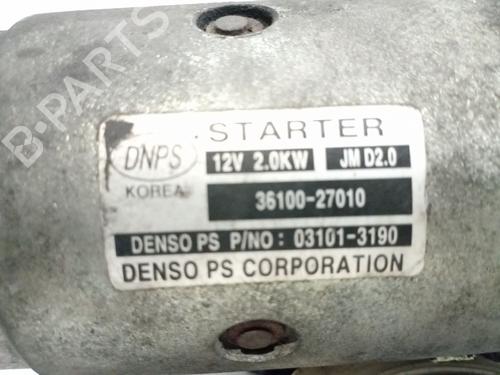 · STARTER
DNPS 12V 2.0KW JM D2.0
KOREA 36100-27010
DENSO PS P/NO: 03101-3190
DENSO PS CORPORATION
B-PARTS